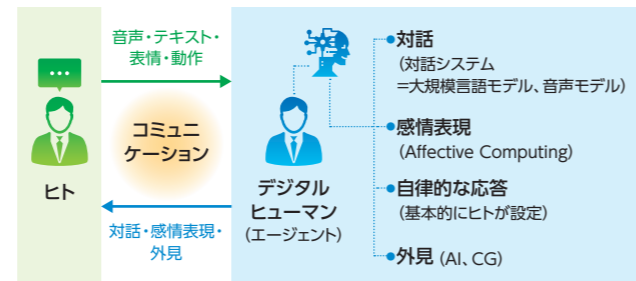 音声・テキスト・
表情・動作
コミュニ
ケーション
ヒト
対話・感情表現・
外見
デジタル
ヒューマン
(エージェント)
●対話
(対話システム
=大規模言語モデル、音声モデル)
●感情表現
(Affective Computing)
●自律的な応答
(基本的にヒトが設定)
●外見 (AI、CG)